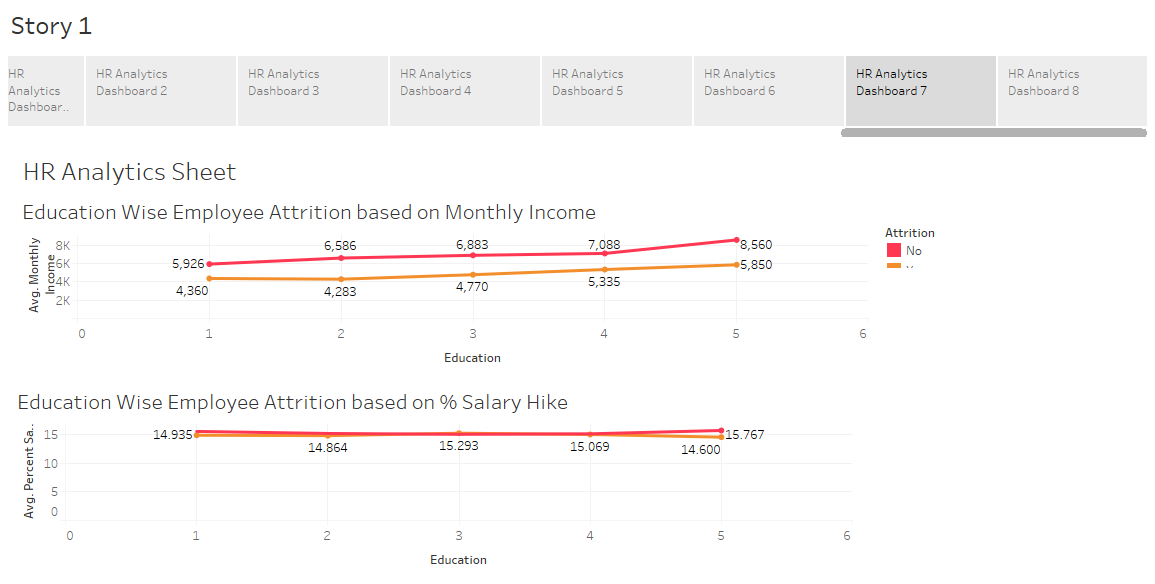 Story 1
HR
Analytics
Dashboar..
HR Analytics
Dashboard 2
HR Analytics
Dashboard 3
HR Analytics
Dashboard 4
HR Analytics
Dashboard 5
HR Analytics
Dashboard 6
HR Analytics
Dashboard 7
HR Analytics
Dashboard 8
HR Analytics Sheet
Education Wise Employee Attrition based on Monthly Income
Avg. Monthly
Income
8K
6K
4K
2K
5,926
6,586
6,883
7,088
8,560
4,360
4,283
4,770
5,335
5,850
0
1
2
3
4
5
6
Education
Attrition
No
Education Wise Employee Attrition based on % Salary Hike
Avg. Percent Sa..
15
10
5
0
14.935
14.864
15.293
15.069
15.767
14.600
0
1
2
3
4
5
6
Education